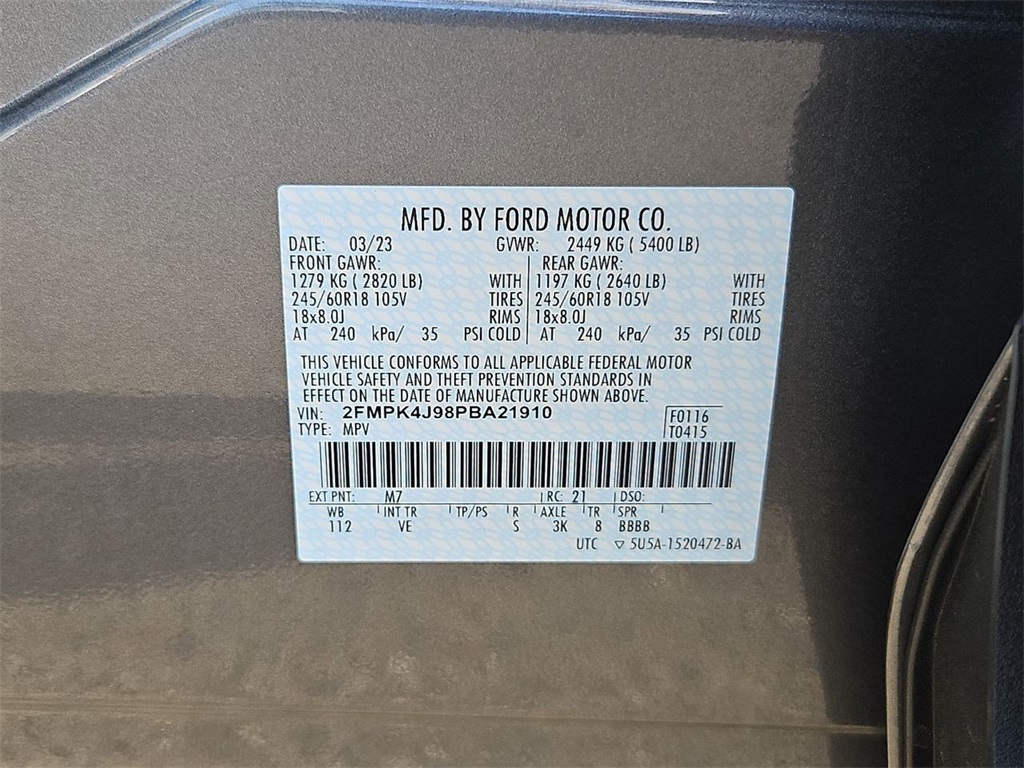 MFD. BY FORD MOTOR CO.
DATE: 03/23 GVWR: 2449 KG ( 5400 LB)
FRONT GAWR: REAR GAWR:
1279 KG ( 2820 LB) WITH 1197 KG ( 2640 LB) WITH
245/60R18 105V TIRES 245/60R18 105V TIRES
18x8.0J RIMS 18x8.0J RIMS
AT 240 kPa/ 35 PSI COLD AT 240 kPa/ 35 PSI COLD
THIS VEHICLE CONFORMS TO ALL APPLICABLE FEDERAL MOTOR
VEHICLE SAFETY AND THEFT PREVENTION STANDARDS IN
EFFECT ON THE DATE OF MANUFACTURE SHOWN ABOVE.
VIN: 2FMPK4J98PBA21910 F0116
TYPE: MPV T0415
EXT PNT: M7 RC: 21 DSO:
WB INT TR TP/PS R AXLE TR SPR
112 VE S 3K 8 BBBB
UTC ▽ 5U5A-1520472-BA